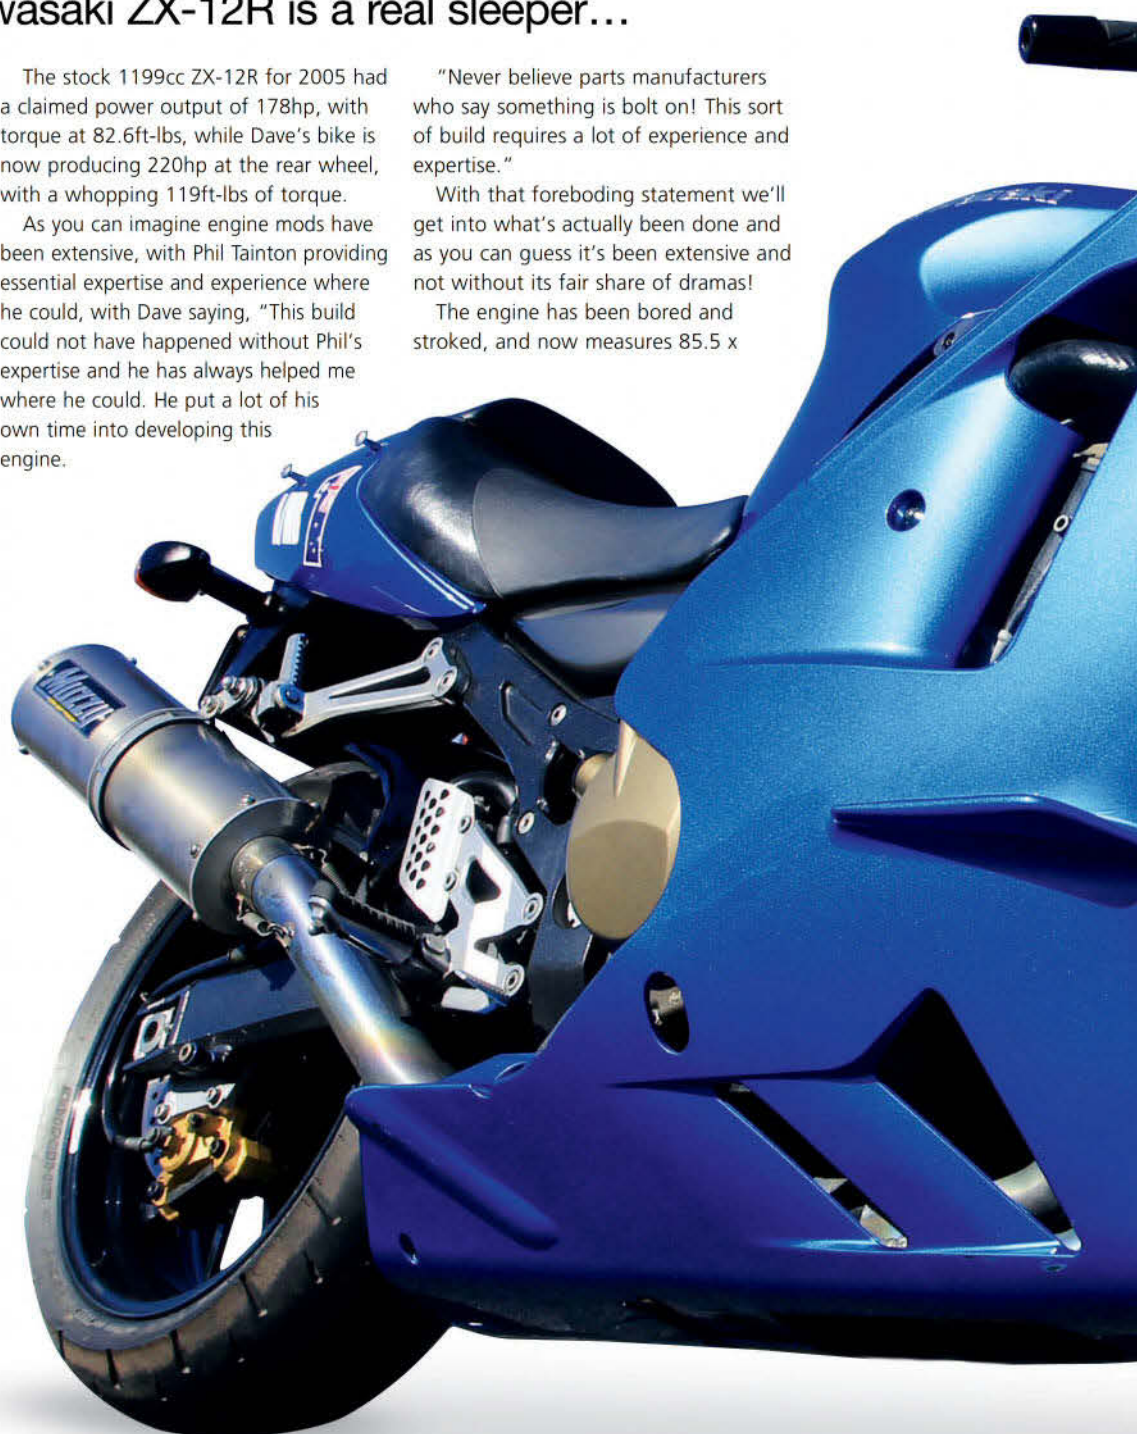 wasaki ZX-12R is a real sleeper…
The stock 1199cc ZX-12R for 2005 had
a claimed power output of 178hp, with
torque at 82.6ft-lbs, while Dave's bike is
now producing 220hp at the rear wheel,
with a whopping 119ft-lbs of torque.
As you can imagine engine mods have
been extensive, with Phil Tainton providing
essential expertise and experience where
he could, with Dave saying, "This build
could not have happened without Phil's
expertise and he has always helped me
where he could. He put a lot of his
own time into developing this
engine.
"Never believe parts manufacturers
who say something is bolt on! This sort
of build requires a lot of experience and
expertise."
With that foreboding statement we'll
get into what's actually been done and
as you can guess it's been extensive and
not without its fair share of dramas!
The engine has been bored and
stroked, and now measures 85.5 x